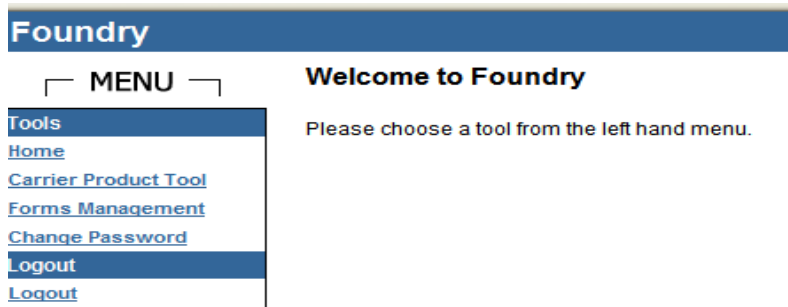 Foundry
MENU
Tools
Home
Carrier Product Tool
Forms Management
Change Password
Logout
Logout
Welcome to Foundry
Please choose a tool from the left hand menu.